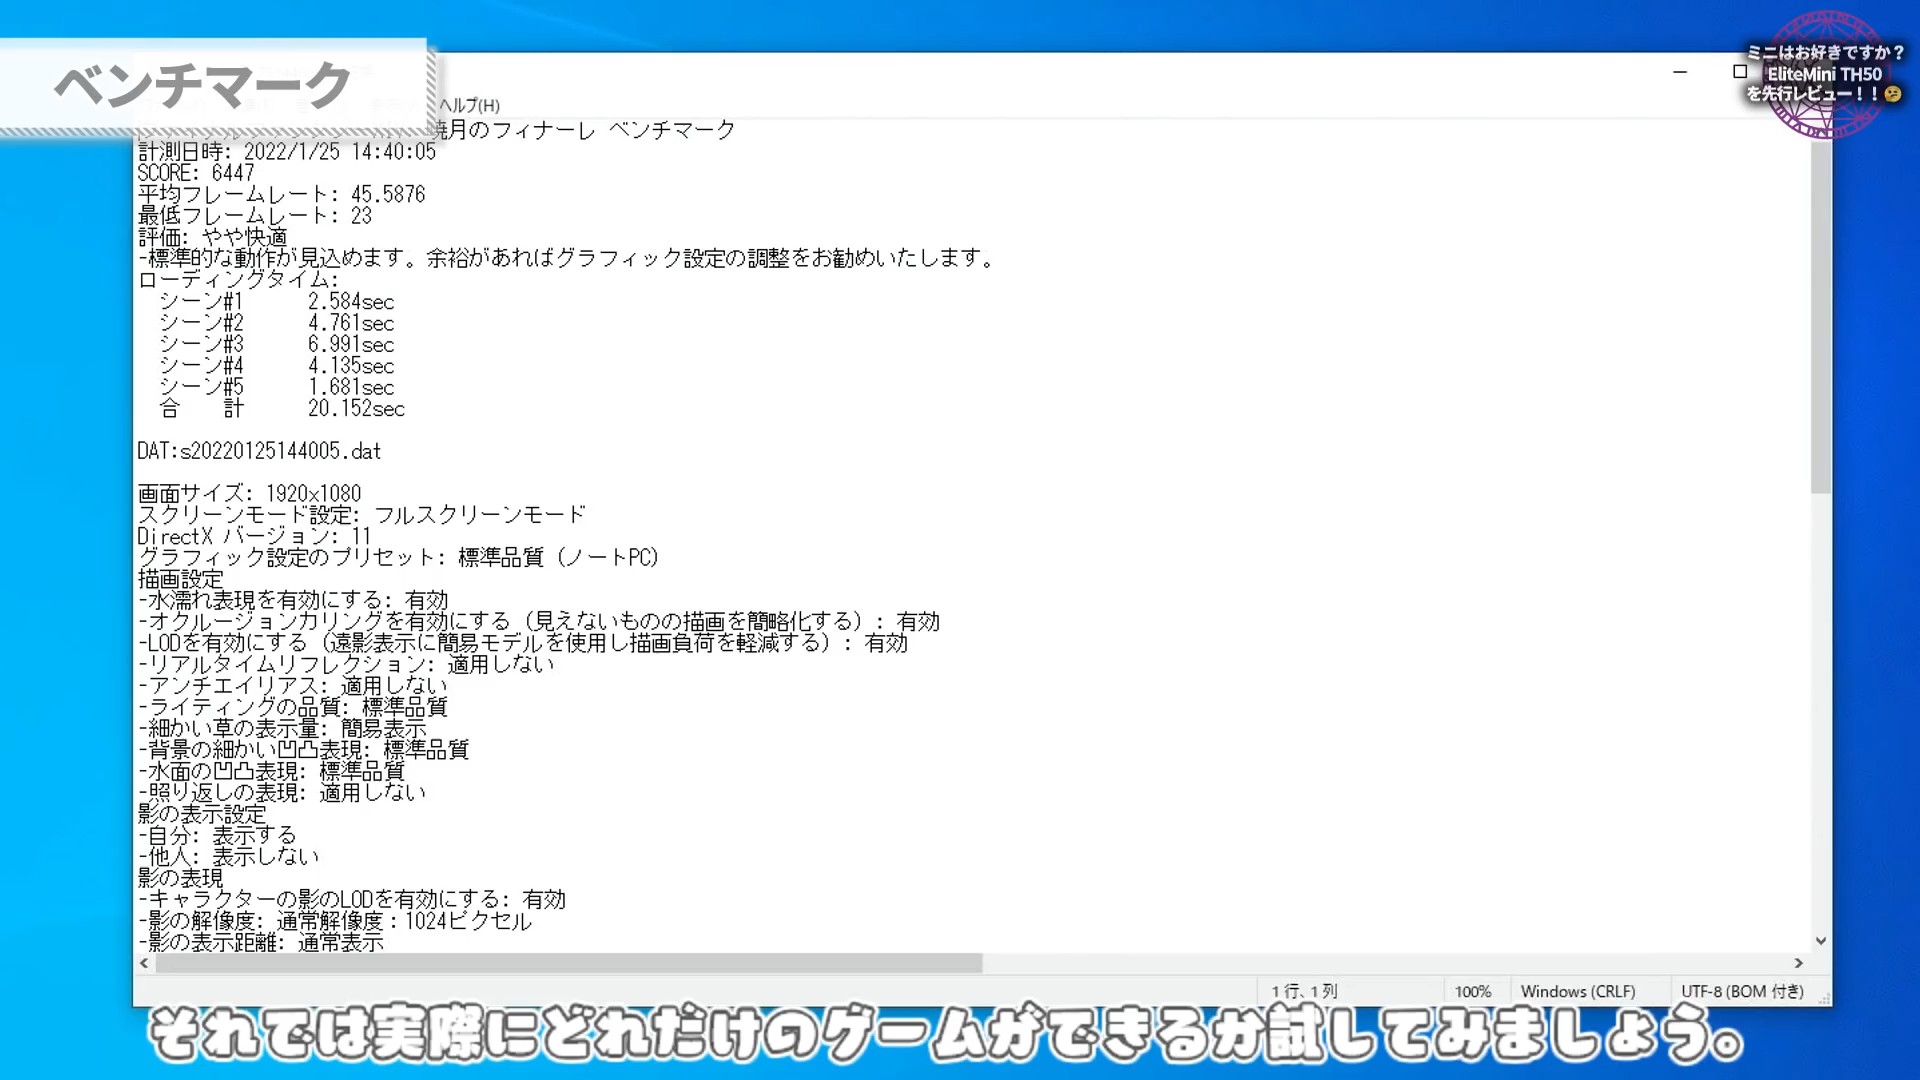 ベンチマーク
ミニはお好きですか?
EliteMini TH50
を先行レビュー!!🤔
ヘルプ(H)
暁月のフィナーレ ベンチマーク
計測日時: 2022/1/25 14:40:05
SCORE: 6447
平均フレームレート: 45.5876
最低フレームレート: 23
評価: やや快適
-標準的な動作が見込めます。余裕があればグラフィック設定の調整をお勧めいたします。
ローディングタイム:
シーン#1 2.584sec
シーン#2 4.761sec
シーン#3 6.991sec
シーン#4 4.135sec
シーン#5 1.681sec
合 計 20.152sec
DAT:s20220125144005.dat
画面サイズ: 1920x1080
スクリーンモード設定: フルスクリーンモード
DirectX バージョン: 11
グラフィック設定のプリセット: 標準品質(ノートPC)
描画設定
-水濡れ表現を有効にする: 有効
-オクルージョンカリングを有効にする(見えないものの描画を簡略化する): 有効
-LODを有効にする(遠影表示に簡易モデルを使用し描画負荷を軽減する): 有効
-リアルタイムリフレクション: 適用しない
-アンチエイリアス: 適用しない
-ライティングの品質: 標準品質
-細かい草の表示量: 簡易表示
-背景の細かい凹凸表現: 標準品質
-水面の凹凸表現: 標準品質
-照り返しの表現: 適用しない
影の表示設定
-自分: 表示する
-他人: 表示しない
影の表現
-キャラクターの影のLODを有効にする: 有効
-影の解像度: 通常解像度:1024ピクセル
-影の表示距離: 通常表示
1 行、1 列 100% Windows (CRLF) UTF-8 (BOM 付き)
それでは実際にどれだけのゲームができるか試してみましょう。